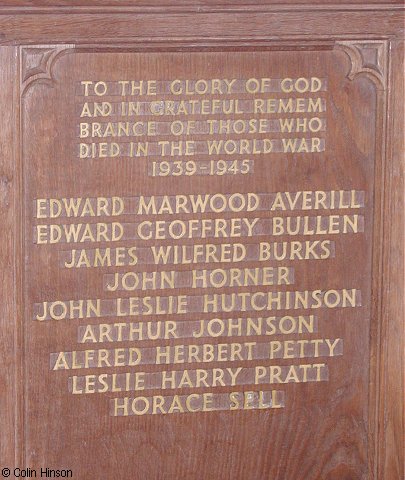 TO THE GLORY OF GOD
AND IN GRATEFUL REMEM
BRANCE OF THOSE WHO
DIED IN THE WORLD WAR
1939-1945
EDWARD MARWOOD AVERILL
EDWARD GEOFFREY BULLEN
JAMES WILFRED BURKS
JOHN HORNER
JOHN LESLIE HUTCHINSON
ARTHUR JOHNSON
ALFRED HERBERT PETTY
LESLIE HARRY PRATT
HORACE SELL
© Colin Hinson